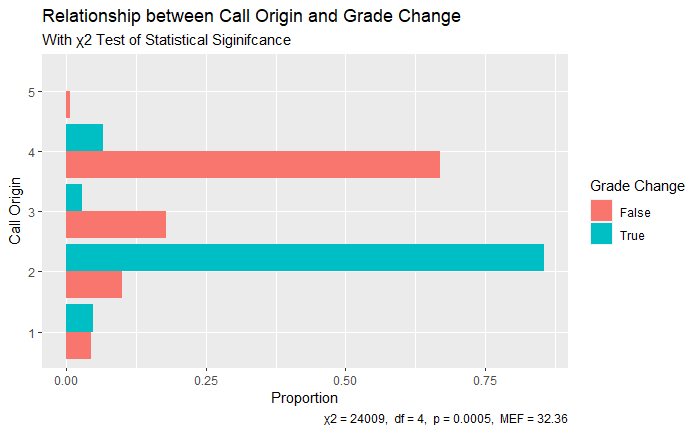 Relationship between Call Origin and Grade Change
With χ2 Test of Statistical Siginifcance
Call Origin
5
4
3
2
1
0.00 0.25 0.50 0.75
Proportion
Grade Change
False
True
χ2 = 24009, df = 4, p = 0.0005, MEF = 32.36